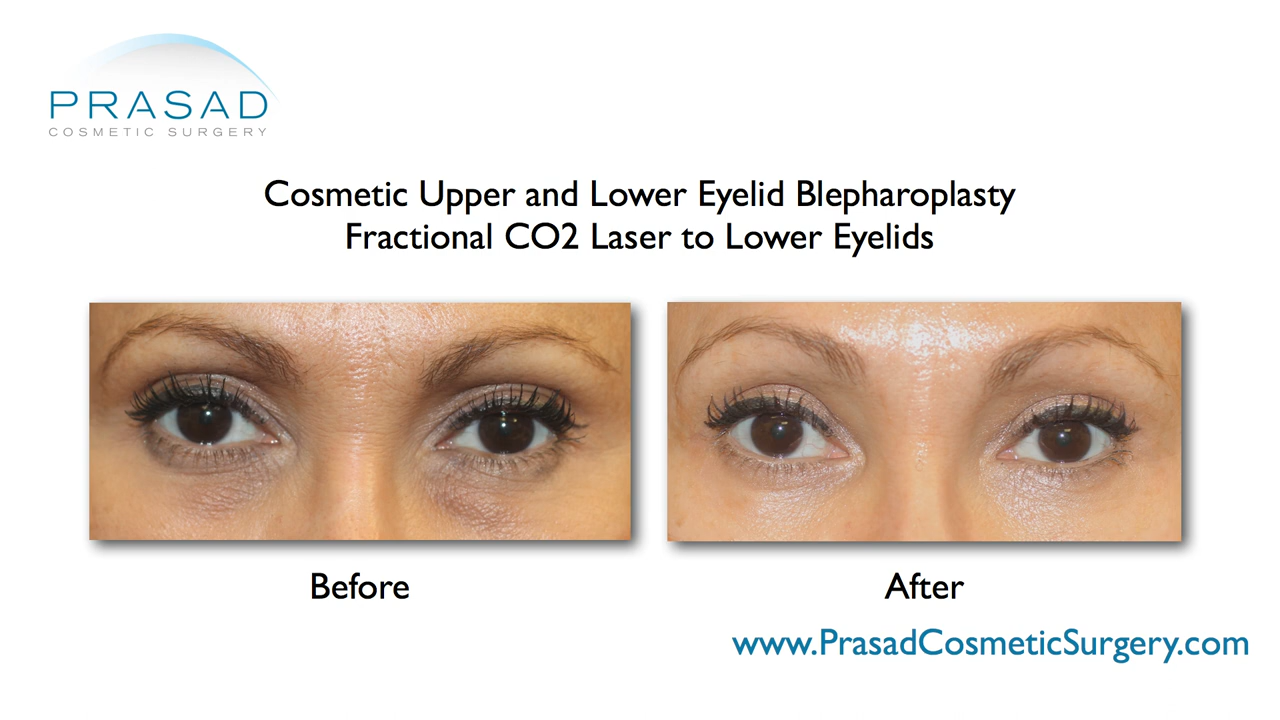 PRASAD
COSMETIC SURGERY
Cosmetic Upper and Lower Eyelid Blepharoplasty
Fractional CO2 Laser to Lower Eyelids
Before
After
www.PrasadCosmeticSurgery.com